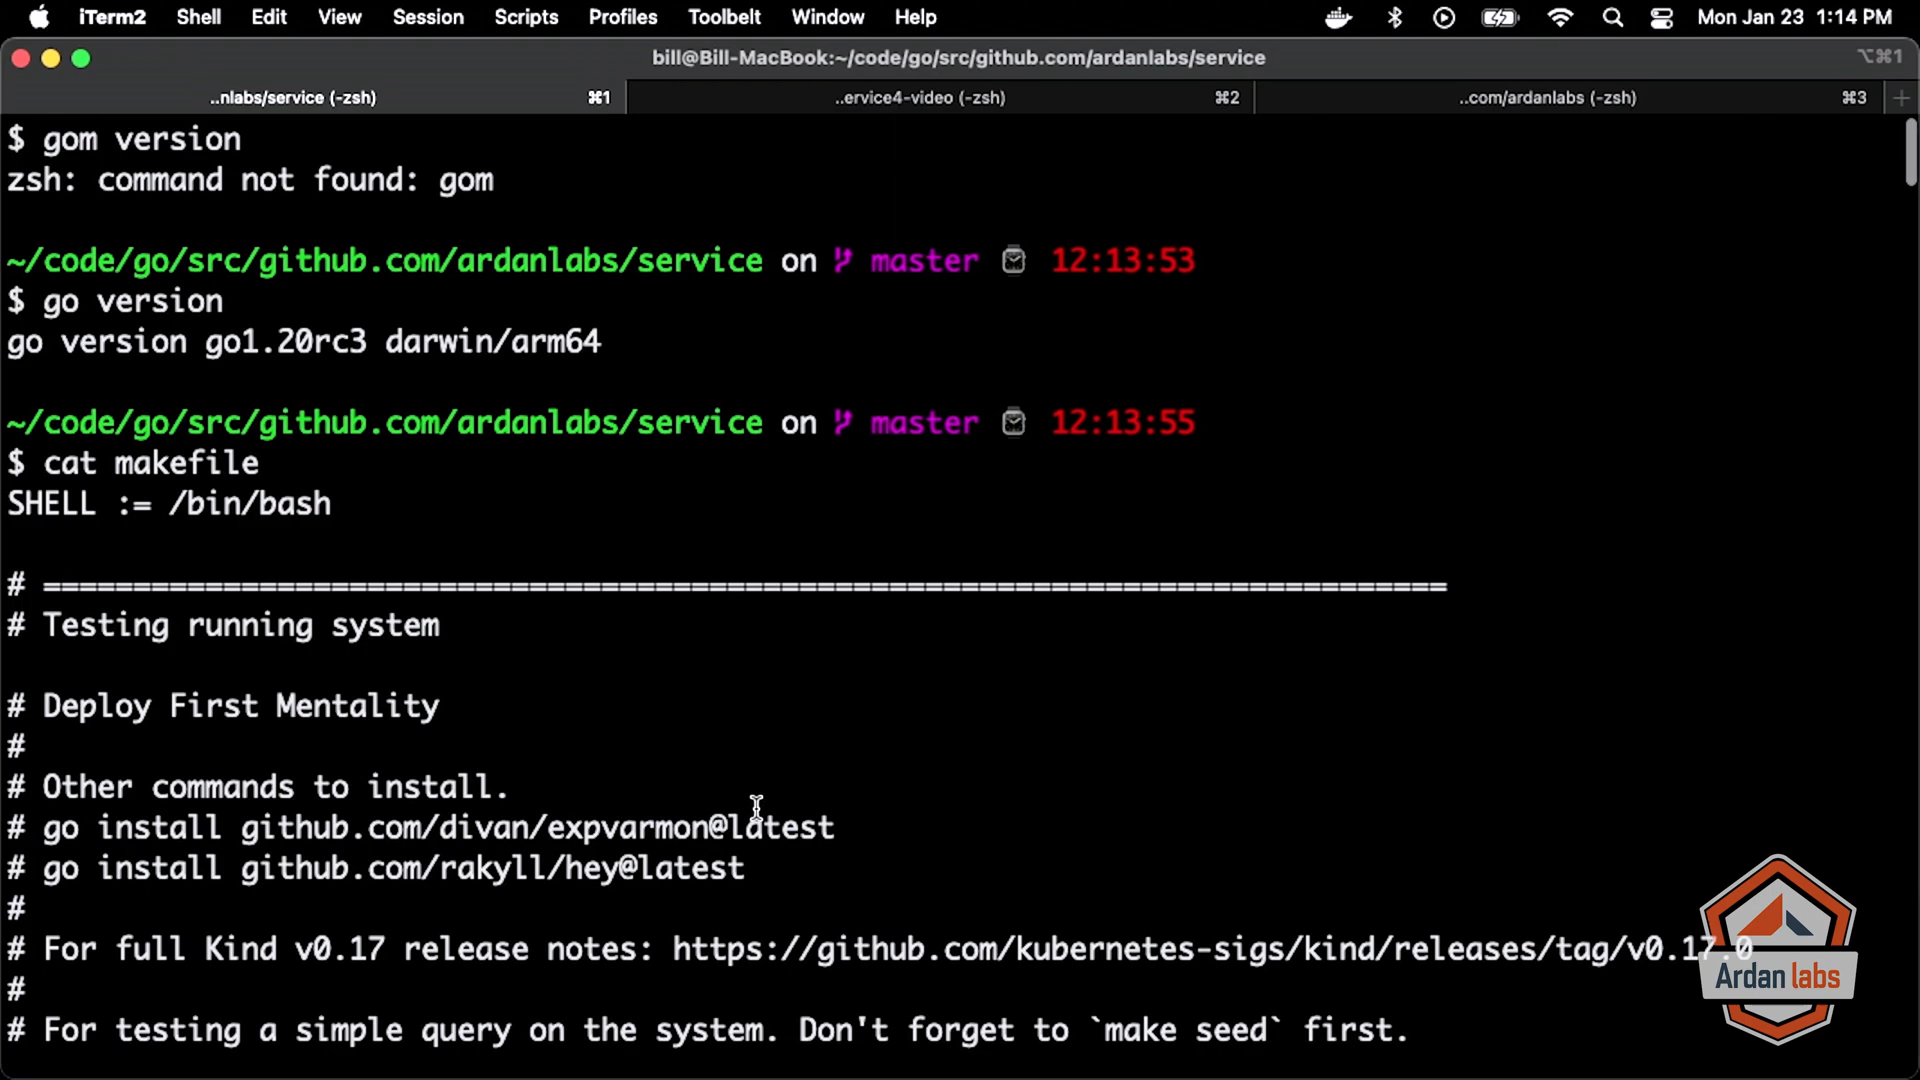 iTerm2 Shell Edit View Session Scripts Profiles Toolbelt Window Help Mon Jan 23 1:14 PM
bill@Bill-MacBook:~/code/go/src/github.com/ardanlabs/service ⌥⌘1
..nlabs/service (-zsh) ⌘1 ..ervice4-video (-zsh) ⌘2 ..com/ardanlabs (-zsh) ⌘3 +
$ gom version
zsh: command not found: gom
~/code/go/src/github.com/ardanlabs/service on master 12:13:53
$ go version
go version go1.20rc3 darwin/arm64
~/code/go/src/github.com/ardanlabs/service on master 12:13:55
$ cat makefile
SHELL := /bin/bash
# ==============================================================================
# Testing running system
# Deploy First Mentality
#
# Other commands to install.
# go install github.com/divan/expvarmon@latest
# go install github.com/rakyll/hey@latest
#
# For full Kind v0.17 release notes: https://github.com/kubernetes-sigs/kind/releases/tag/v0.17.0
#
# For testing a simple query on the system. Don't forget to `make seed` first.
Ardan labs